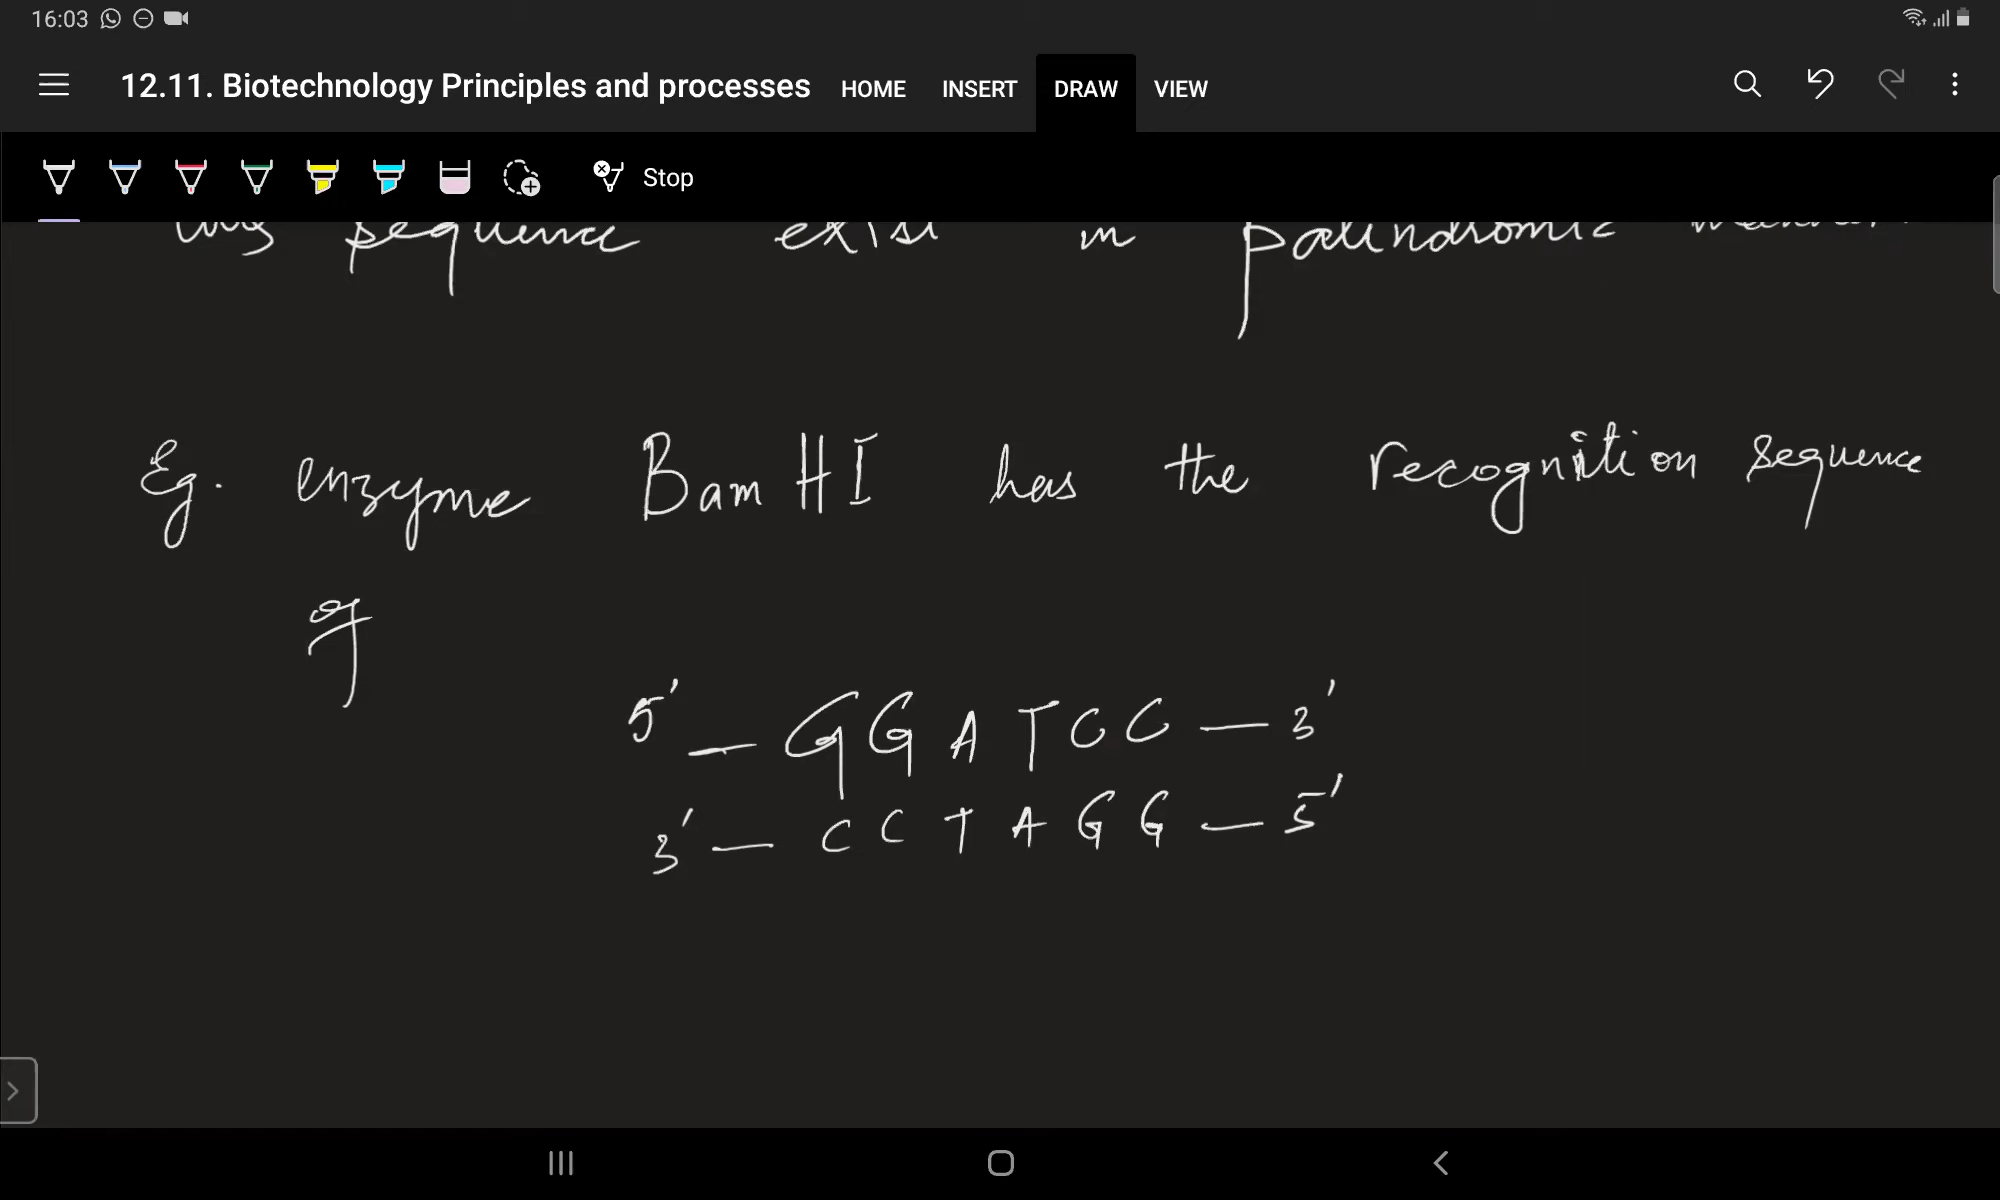 16:03
12.11. Biotechnology Principles and processes HOME INSERT DRAW VIEW
Stop
sequence exist in palindromic
Eg. enzyme Bam HI has the recognition sequence
of
5' — G G A T C C — 3'
3' — C C T A G G — 5'